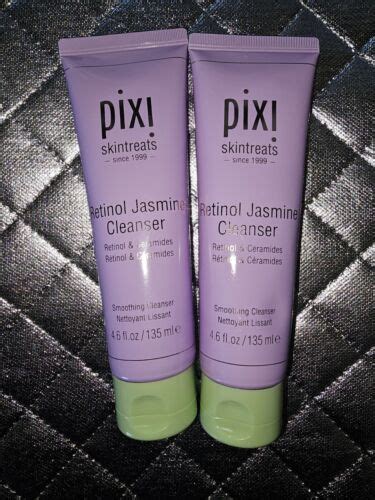 pixi
skintreats
– since 1999 –
Retinol Jasmine
Cleanser
Retinol & Ceramides
Rétinol & Céramides
Smoothing Cleanser
Nettoyant Lissant
4.6 fl.oz/135 ml e
pixi
skintreats
– since 1999 –
Retinol Jasmine
Cleanser
Retinol & Ceramides
Rétinol & Céramides
Smoothing Cleanser
Nettoyant Lissant
4.6 fl.oz/135 ml e